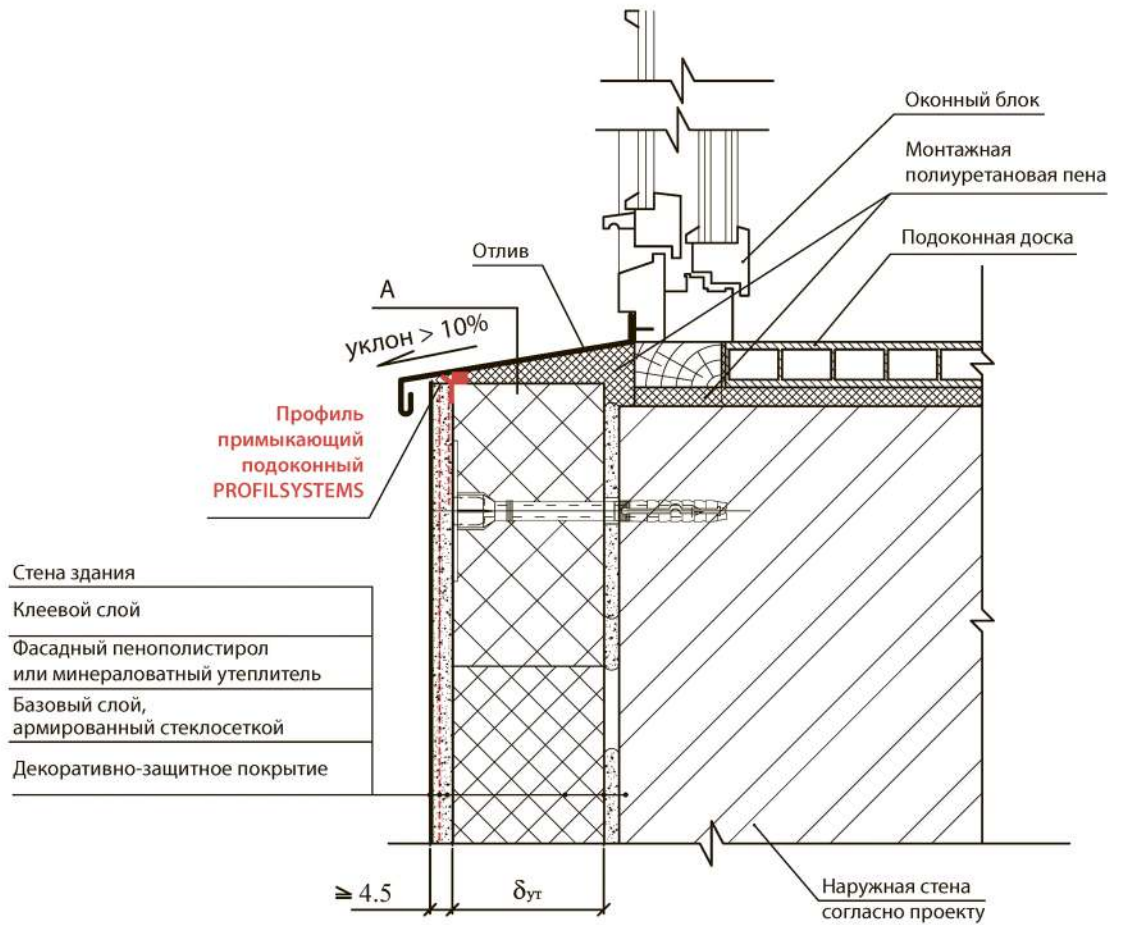 Оконный блок
Монтажная
полиуретановая пена
Подоконная доска
Отлив
А
уклон > 10%
Профиль
примыкающий
подоконный
PROFILSYSTEMS
Стена здания
Клеевой слой
Фасадный пенополистирол
или минераловатный утеплитель
Базовый слой,
армированный стеклосеткой
Декоративно-защитное покрытие
≧ 4.5
δут
Наружная стена
согласно проекту